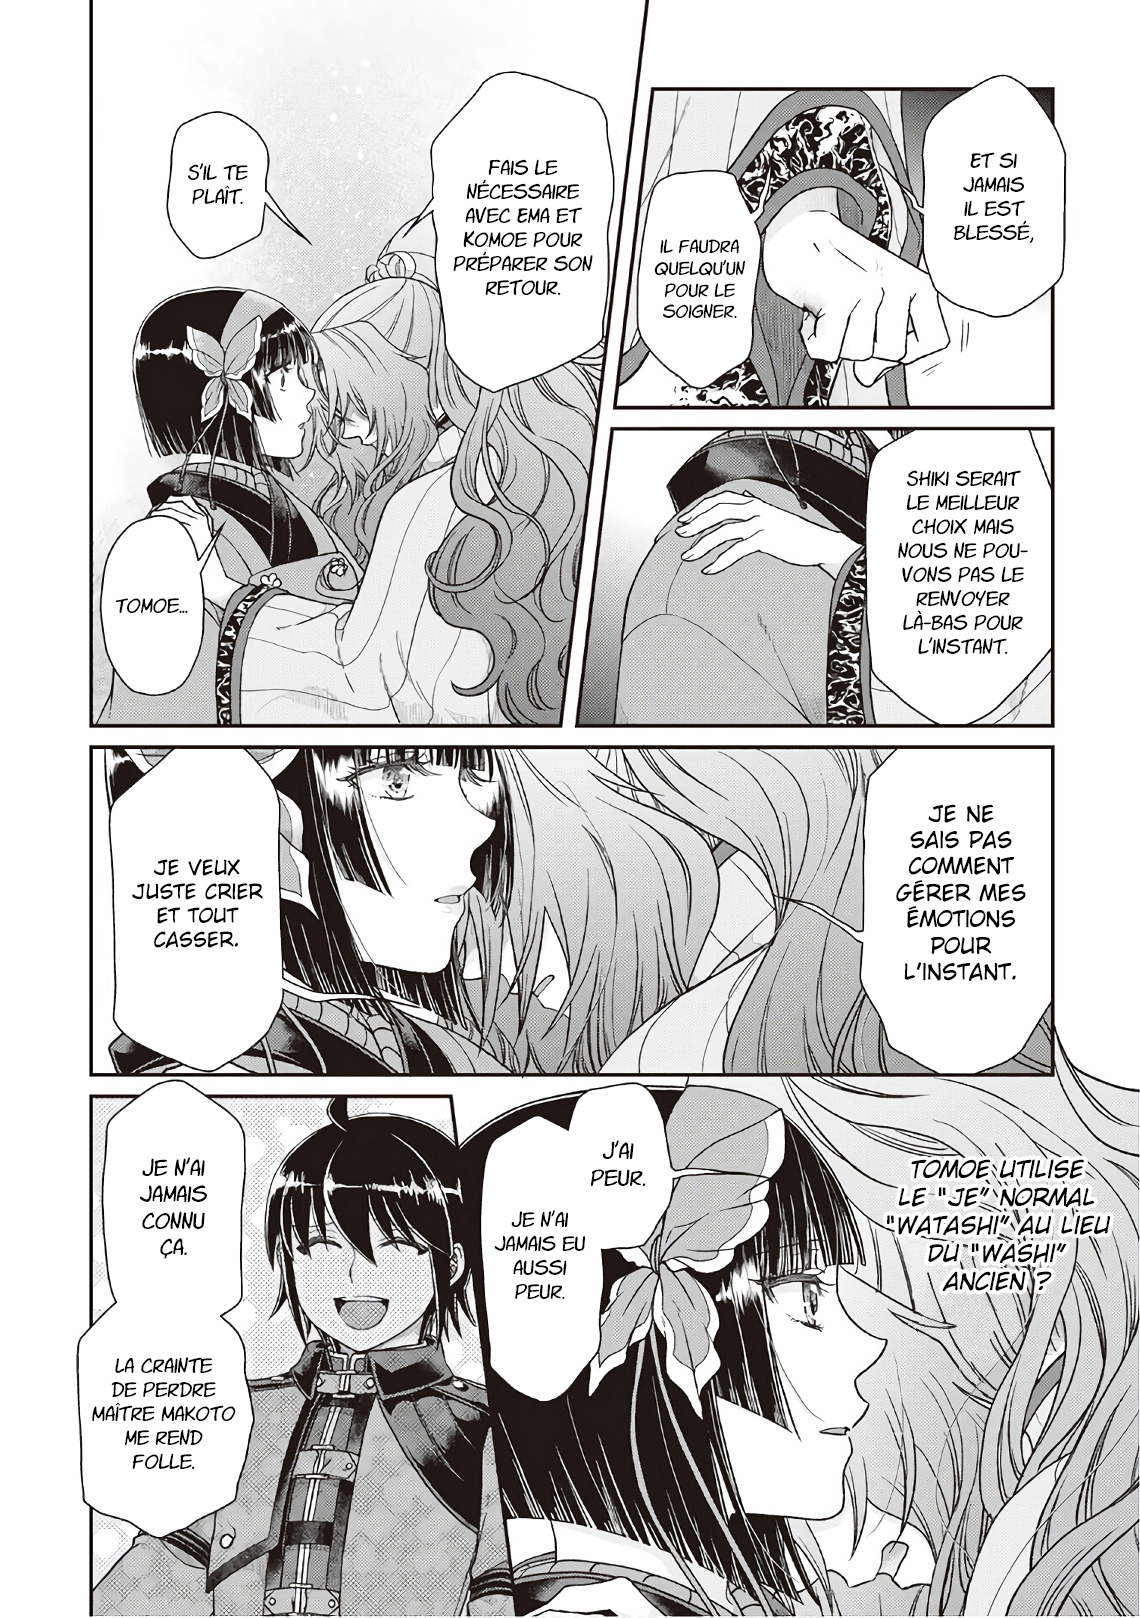 ET SI
JAMAIS
IL EST
BLESSÉ,
IL FAUDRA
QUELQU'UN
POUR LE
SOIGNER.
SHIKI SERAIT
LE MEILLEUR
CHOIX MAIS
NOUS NE POU-
VONS PAS LE
RENVOYER
LÀ-BAS POUR
L'INSTANT.
FAIS LE
NÉCESSAIRE
AVEC EMA ET
KOMOE POUR
PRÉPARER SON
RETOUR.
S'IL TE
PLAÎT.
TOMOE...
JE NE
SAIS PAS
COMMENT
GÉRER MES
ÉMOTIONS
POUR
L'INSTANT.
JE VEUX
JUSTE CRIER
ET TOUT
CASSER.
TOMOE UTILISE
LE "JE" NORMAL
"WATASHI" AU LIEU
DU "WASHI"
ANCIEN ?
J'AI
PEUR.
JE N'AI
JAMAIS EU
AUSSI
PEUR.
JE N'AI
JAMAIS
CONNU
ÇA.
LA CRAINTE
DE PERDRE
MAÎTRE MAKOTO
ME REND
FOLLE.